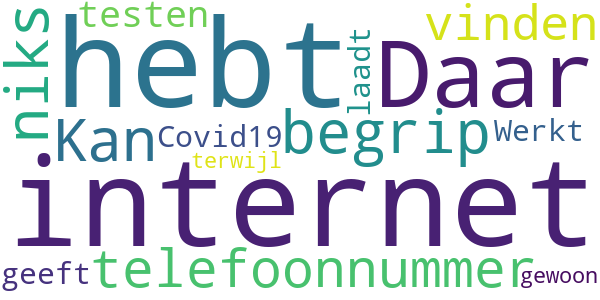 testen
vinden
niks
hebt
laadt
Daar
Kan
Covid19
begrip
Werkt
terwijl
internet
geeft
telefoonnummer
gewoon